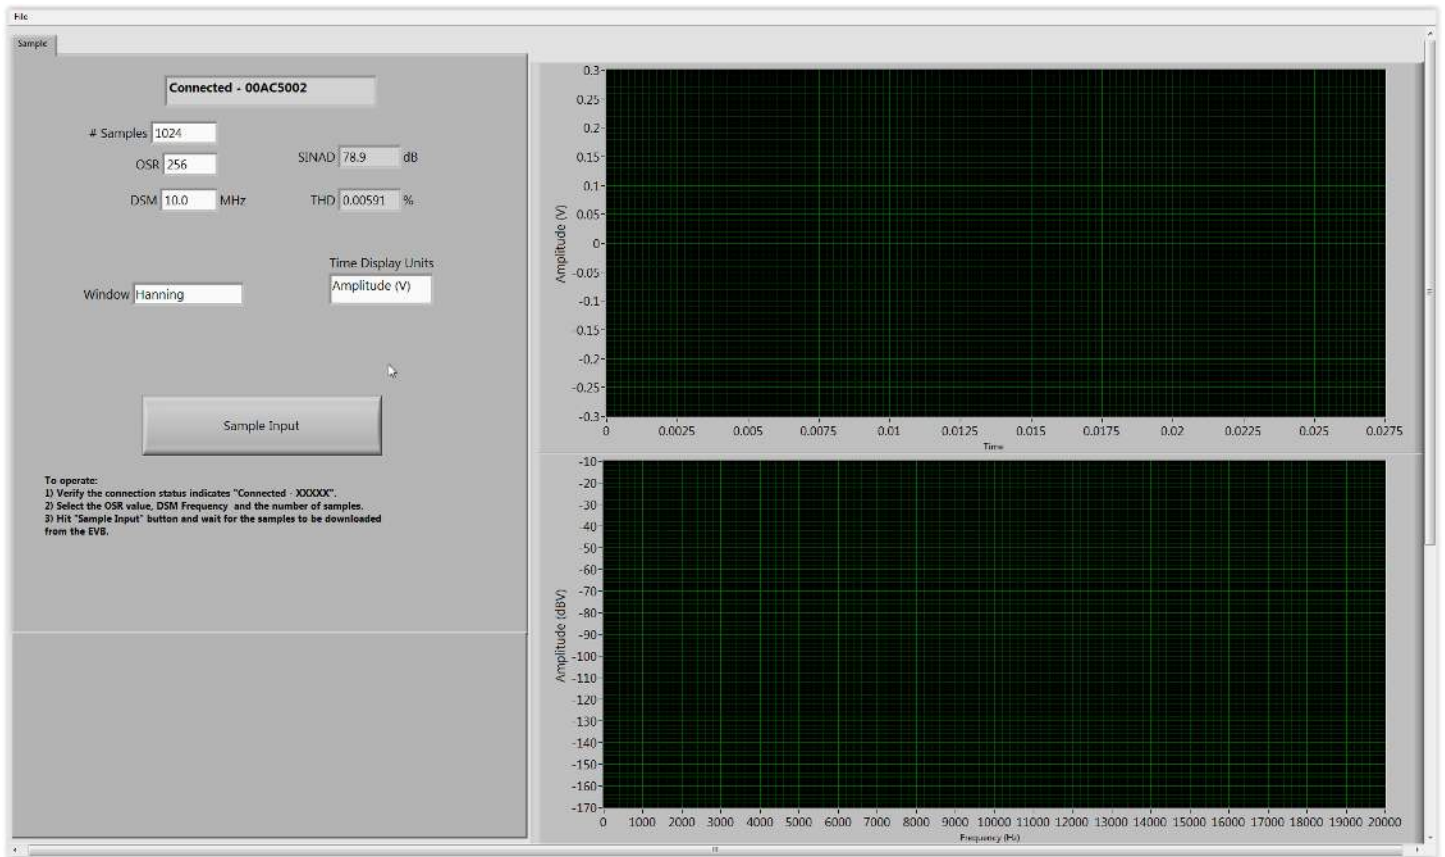 File
Sample
Connected - 00AC5002
# Samples 1024
OSR 256
SINAD 78.9 dB
DSM 10.0 MHz
THD 0.00591 %
Time Display Units
Amplitude (V)
Window Hanning
Sample Input
To operate:
1) Verify the connection status indicates "Connected - XXXXX".
2) Select the OSR value, DSM Frequency and the number of samples.
3) Hit "Sample Input" button and wait for the samples to be downloaded
from the EVB.
Amplitude (V)
0.3
0.25
0.2
0.15
0.1
0.05
0
-0.05
-0.1
-0.15
-0.2
-0.25
-0.3
0 0.0025 0.005 0.0075 0.01 0.0125 0.015 0.0175 0.02 0.0225 0.025 0.0275
Time
Amplitude (dBV)
-10
-20
-30
-40
-50
-60
-70
-80
-90
-100
-110
-120
-130
-140
-150
-160
-170
0 1000 2000 3000 4000 5000 6000 7000 8000 9000 10000 11000 12000 13000 14000 15000 16000 17000 18000 19000 20000
Frequency (Hz)